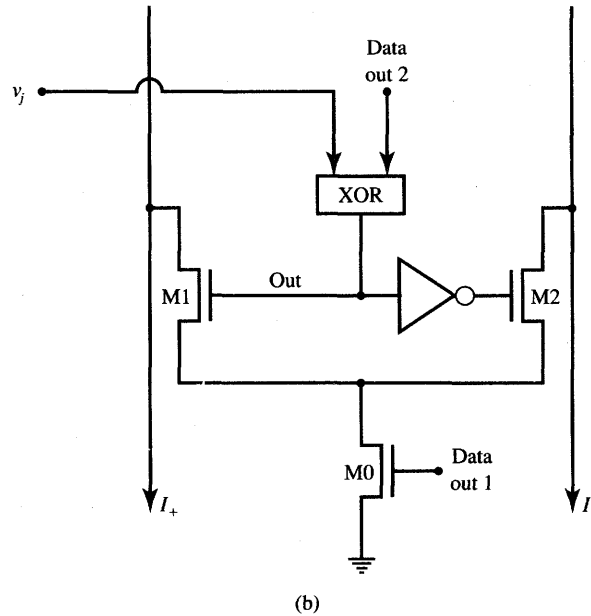 Data
out 2
v_j
XOR
Out
M1
M2
M0
Data
out 1
I_+
I
(b)